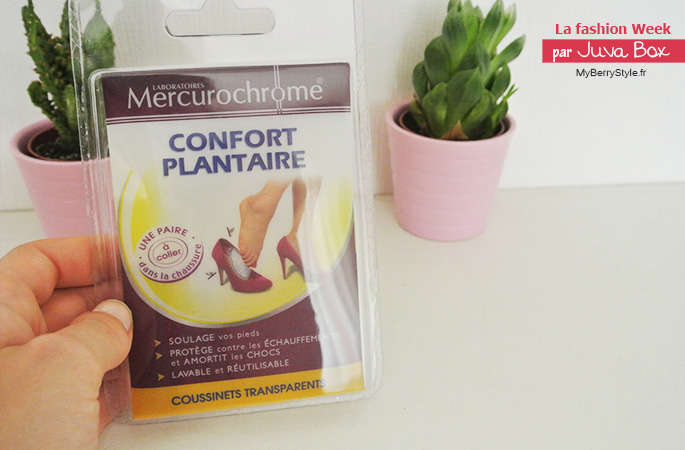 La fashion Week
par Juva Box
MyBerryStyle.fr
LABORATOIRES
Mercurochrome®
CONFORT
PLANTAIRE
UNE PAIRE
à
coller
dans la chaussure
SOULAGE vos pieds
PROTÈGE contre les ÉCHAUFFEMENTS
et AMORTIT les CHOCS
LAVABLE et RÉUTILISABLE
COUSSINETS TRANSPARENTS